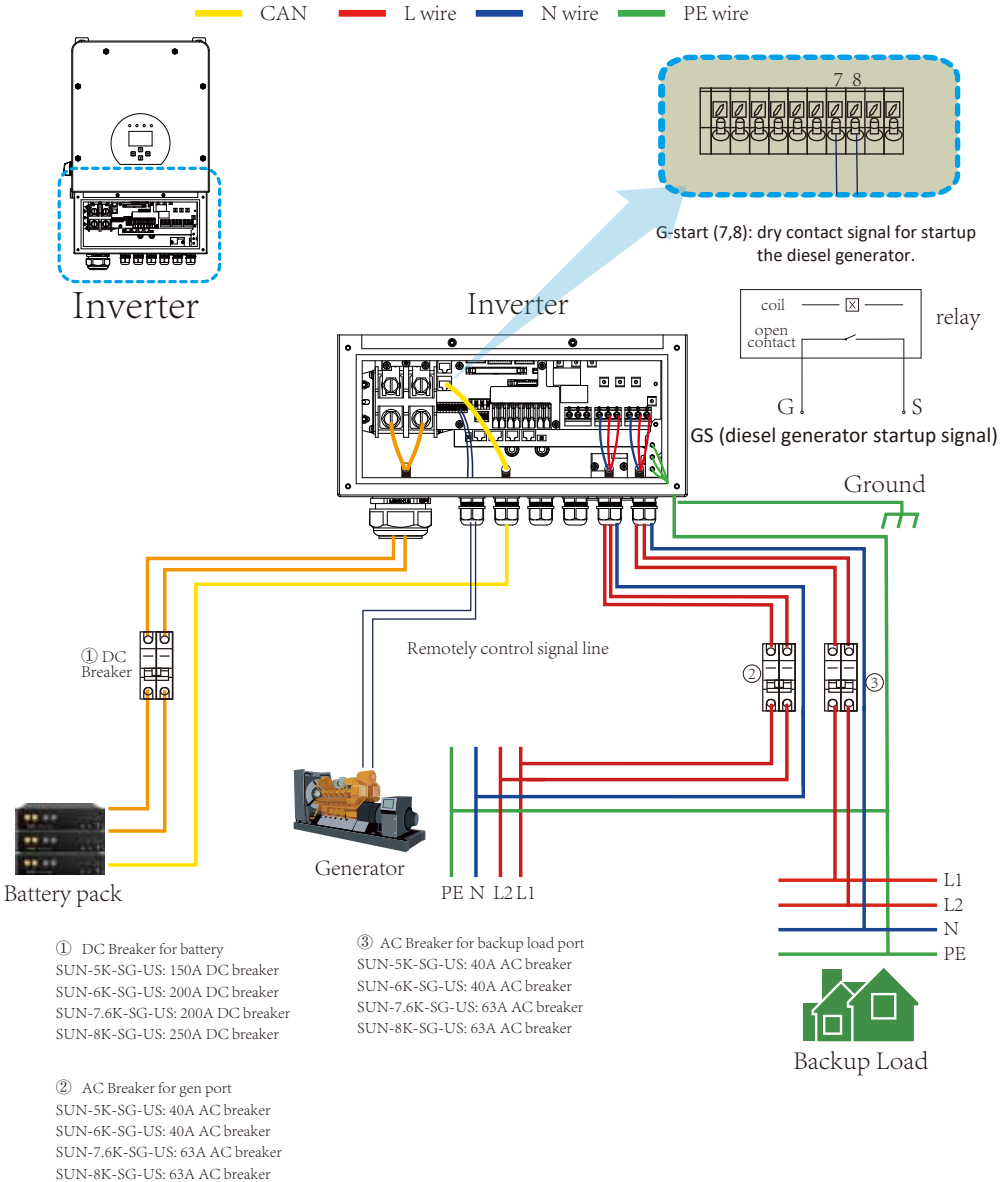 CAN L wire N wire PE wire
7 8
G-start (7,8): dry contact signal for startup
the diesel generator.
Inverter
Inverter
coil
relay
open
contact
G S
GS (diesel generator startup signal)
Ground
① DC
Breaker
Remotely control signal line
②
③
Battery pack
Generator
PE N L2 L1
L1
L2
N
PE
Backup Load
① DC Breaker for battery
SUN-5K-SG-US: 150A DC breaker
SUN-6K-SG-US: 200A DC breaker
SUN-7.6K-SG-US: 200A DC breaker
SUN-8K-SG-US: 250A DC breaker
③ AC Breaker for backup load port
SUN-5K-SG-US: 40A AC breaker
SUN-6K-SG-US: 40A AC breaker
SUN-7.6K-SG-US: 63A AC breaker
SUN-8K-SG-US: 63A AC breaker
② AC Breaker for gen port
SUN-5K-SG-US: 40A AC breaker
SUN-6K-SG-US: 40A AC breaker
SUN-7.6K-SG-US: 63A AC breaker
SUN-8K-SG-US: 63A AC breaker